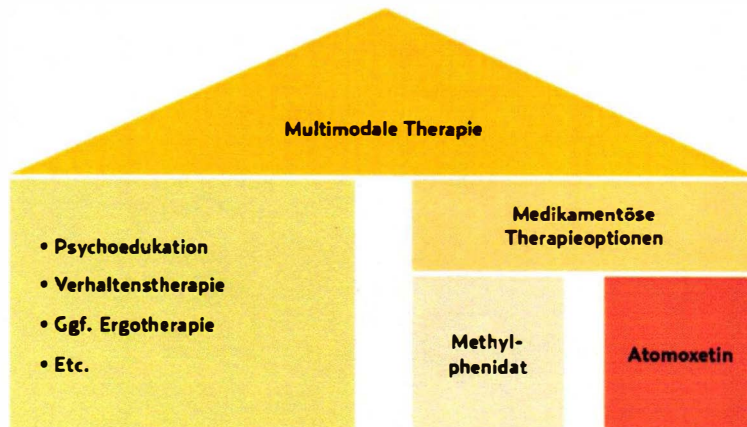 Multimodale Therapie
• Psychoedukation
• Verhaltenstherapie
• Ggf. Ergotherapie
• Etc.
Medikamentöse
Therapieoptionen
Methyl-
phenidat
Atomoxetin